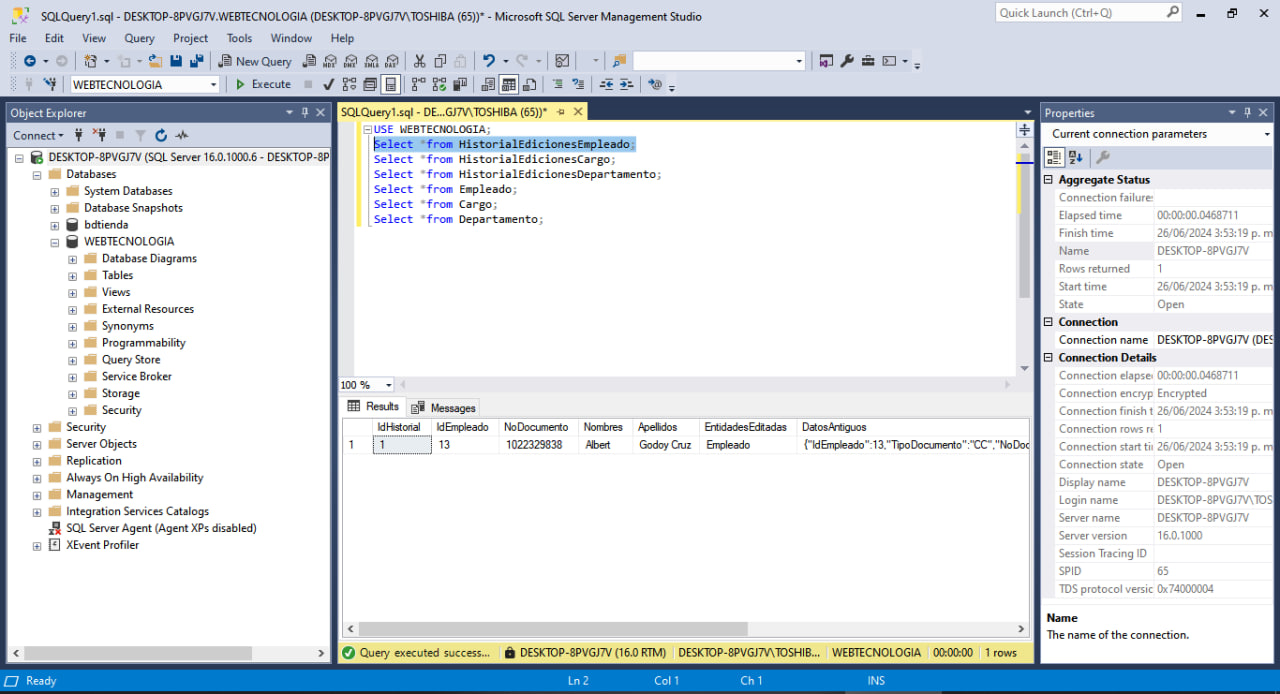 SQLQuery1.sql - DESKTOP-8PVGJ7V.WEBTECNOLOGIA (DESKTOP-8PVGJ7V\TOSHIBA (65))* - Microsoft SQL Server Management Studio
Quick Launch (Ctrl+Q)
File Edit View Query Project Tools Window Help
New Query MDX DMX XMLA DAX
WEBTECNOLOGIA Execute
Object Explorer
Connect
DESKTOP-8PVGJ7V (SQL Server 16.0.1000.6 - DESKTOP-8P
Databases
System Databases
Database Snapshots
bdtienda
WEBTECNOLOGIA
Database Diagrams
Tables
Views
External Resources
Synonyms
Programmability
Query Store
Service Broker
Storage
Security
Security
Server Objects
Replication
Always On High Availability
Management
Integration Services Catalogs
SQL Server Agent (Agent XPs disabled)
XEvent Profiler
SQLQuery1.sql - DE...GJ7V\TOSHIBA (65))*
USE WEBTECNOLOGIA;
Select *from HistorialEdicionesEmpleado;
Select *from HistorialEdicionesCargo;
Select *from HistorialEdicionesDepartamento;
Select *from Empleado;
Select *from Cargo;
Select *from Departamento;
100 %
Results Messages
IdHistorial IdEmpleado NoDocumento Nombres Apellidos EntidadesEditadas DatosAntiguos
1 1 13 1022329838 Albert Godoy Cruz Empleado {"IdEmpleado":13,"TipoDocumento":"CC","NoDoc
Query executed success... DESKTOP-8PVGJ7V (16.0 RTM) DESKTOP-8PVGJ7V\TOSHIB... WEBTECNOLOGIA 00:00:00 1 rows
Properties
Current connection parameters
Aggregate Status
Connection failures
Elapsed time 00:00:00.0468711
Finish time 26/06/2024 3:53:19 p. m
Name DESKTOP-8PVGJ7V
Rows returned 1
Start time 26/06/2024 3:53:19 p. m
State Open
Connection
Connection name DESKTOP-8PVGJ7V (DES
Connection Details
Connection elapse 00:00:00.0468711
Connection encryp Encrypted
Connection finish t 26/06/2024 3:53:19 p. m
Connection rows re 1
Connection start ti 26/06/2024 3:53:19 p. m
Connection state Open
Display name DESKTOP-8PVGJ7V
Login name DESKTOP-8PVGJ7V\TOS
Server name DESKTOP-8PVGJ7V
Server version 16.0.1000
Session Tracing ID
SPID 65
TDS protocol versic 0x74000004
Name
The name of the connection.
Ready Ln 2 Col 1 Ch 1 INS